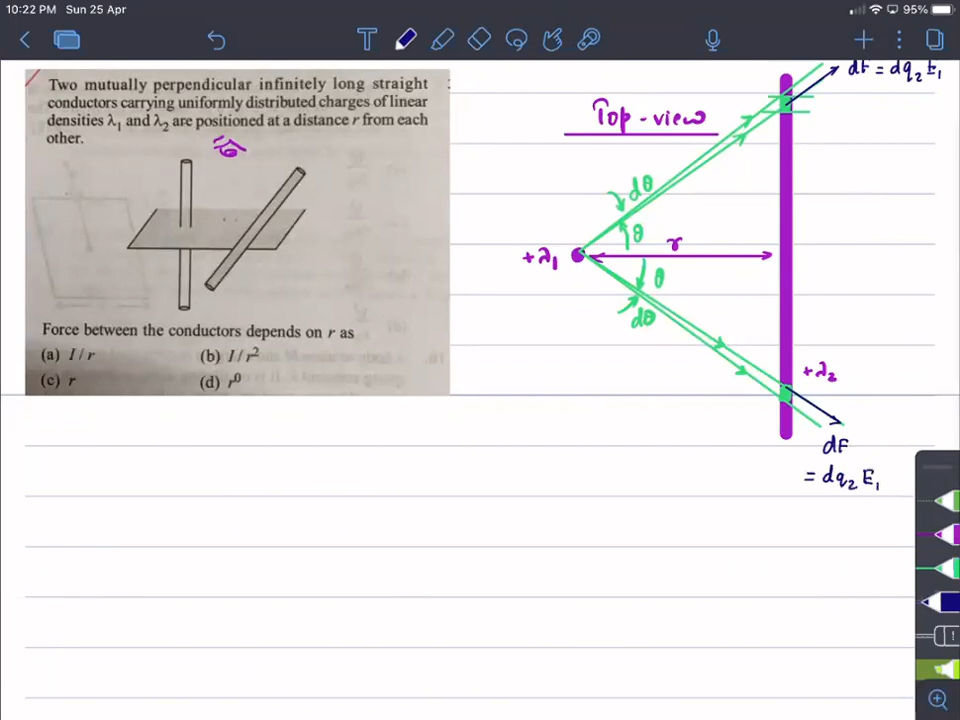 10:22 PM Sun 25 Apr
95%
Two mutually perpendicular infinitely long straight
conductors carrying uniformly distributed charges of linear
densities λ₁ and λ₂ are positioned at a distance r from each
other.
Force between the conductors depends on r as
(a) I/r (b) I/r²
(c) r (d) r⁰
Top-view
dF = dq₂ E₁
dθ
θ
+λ₁
r
θ
dθ
+λ₂
dF
= dq₂ E₁